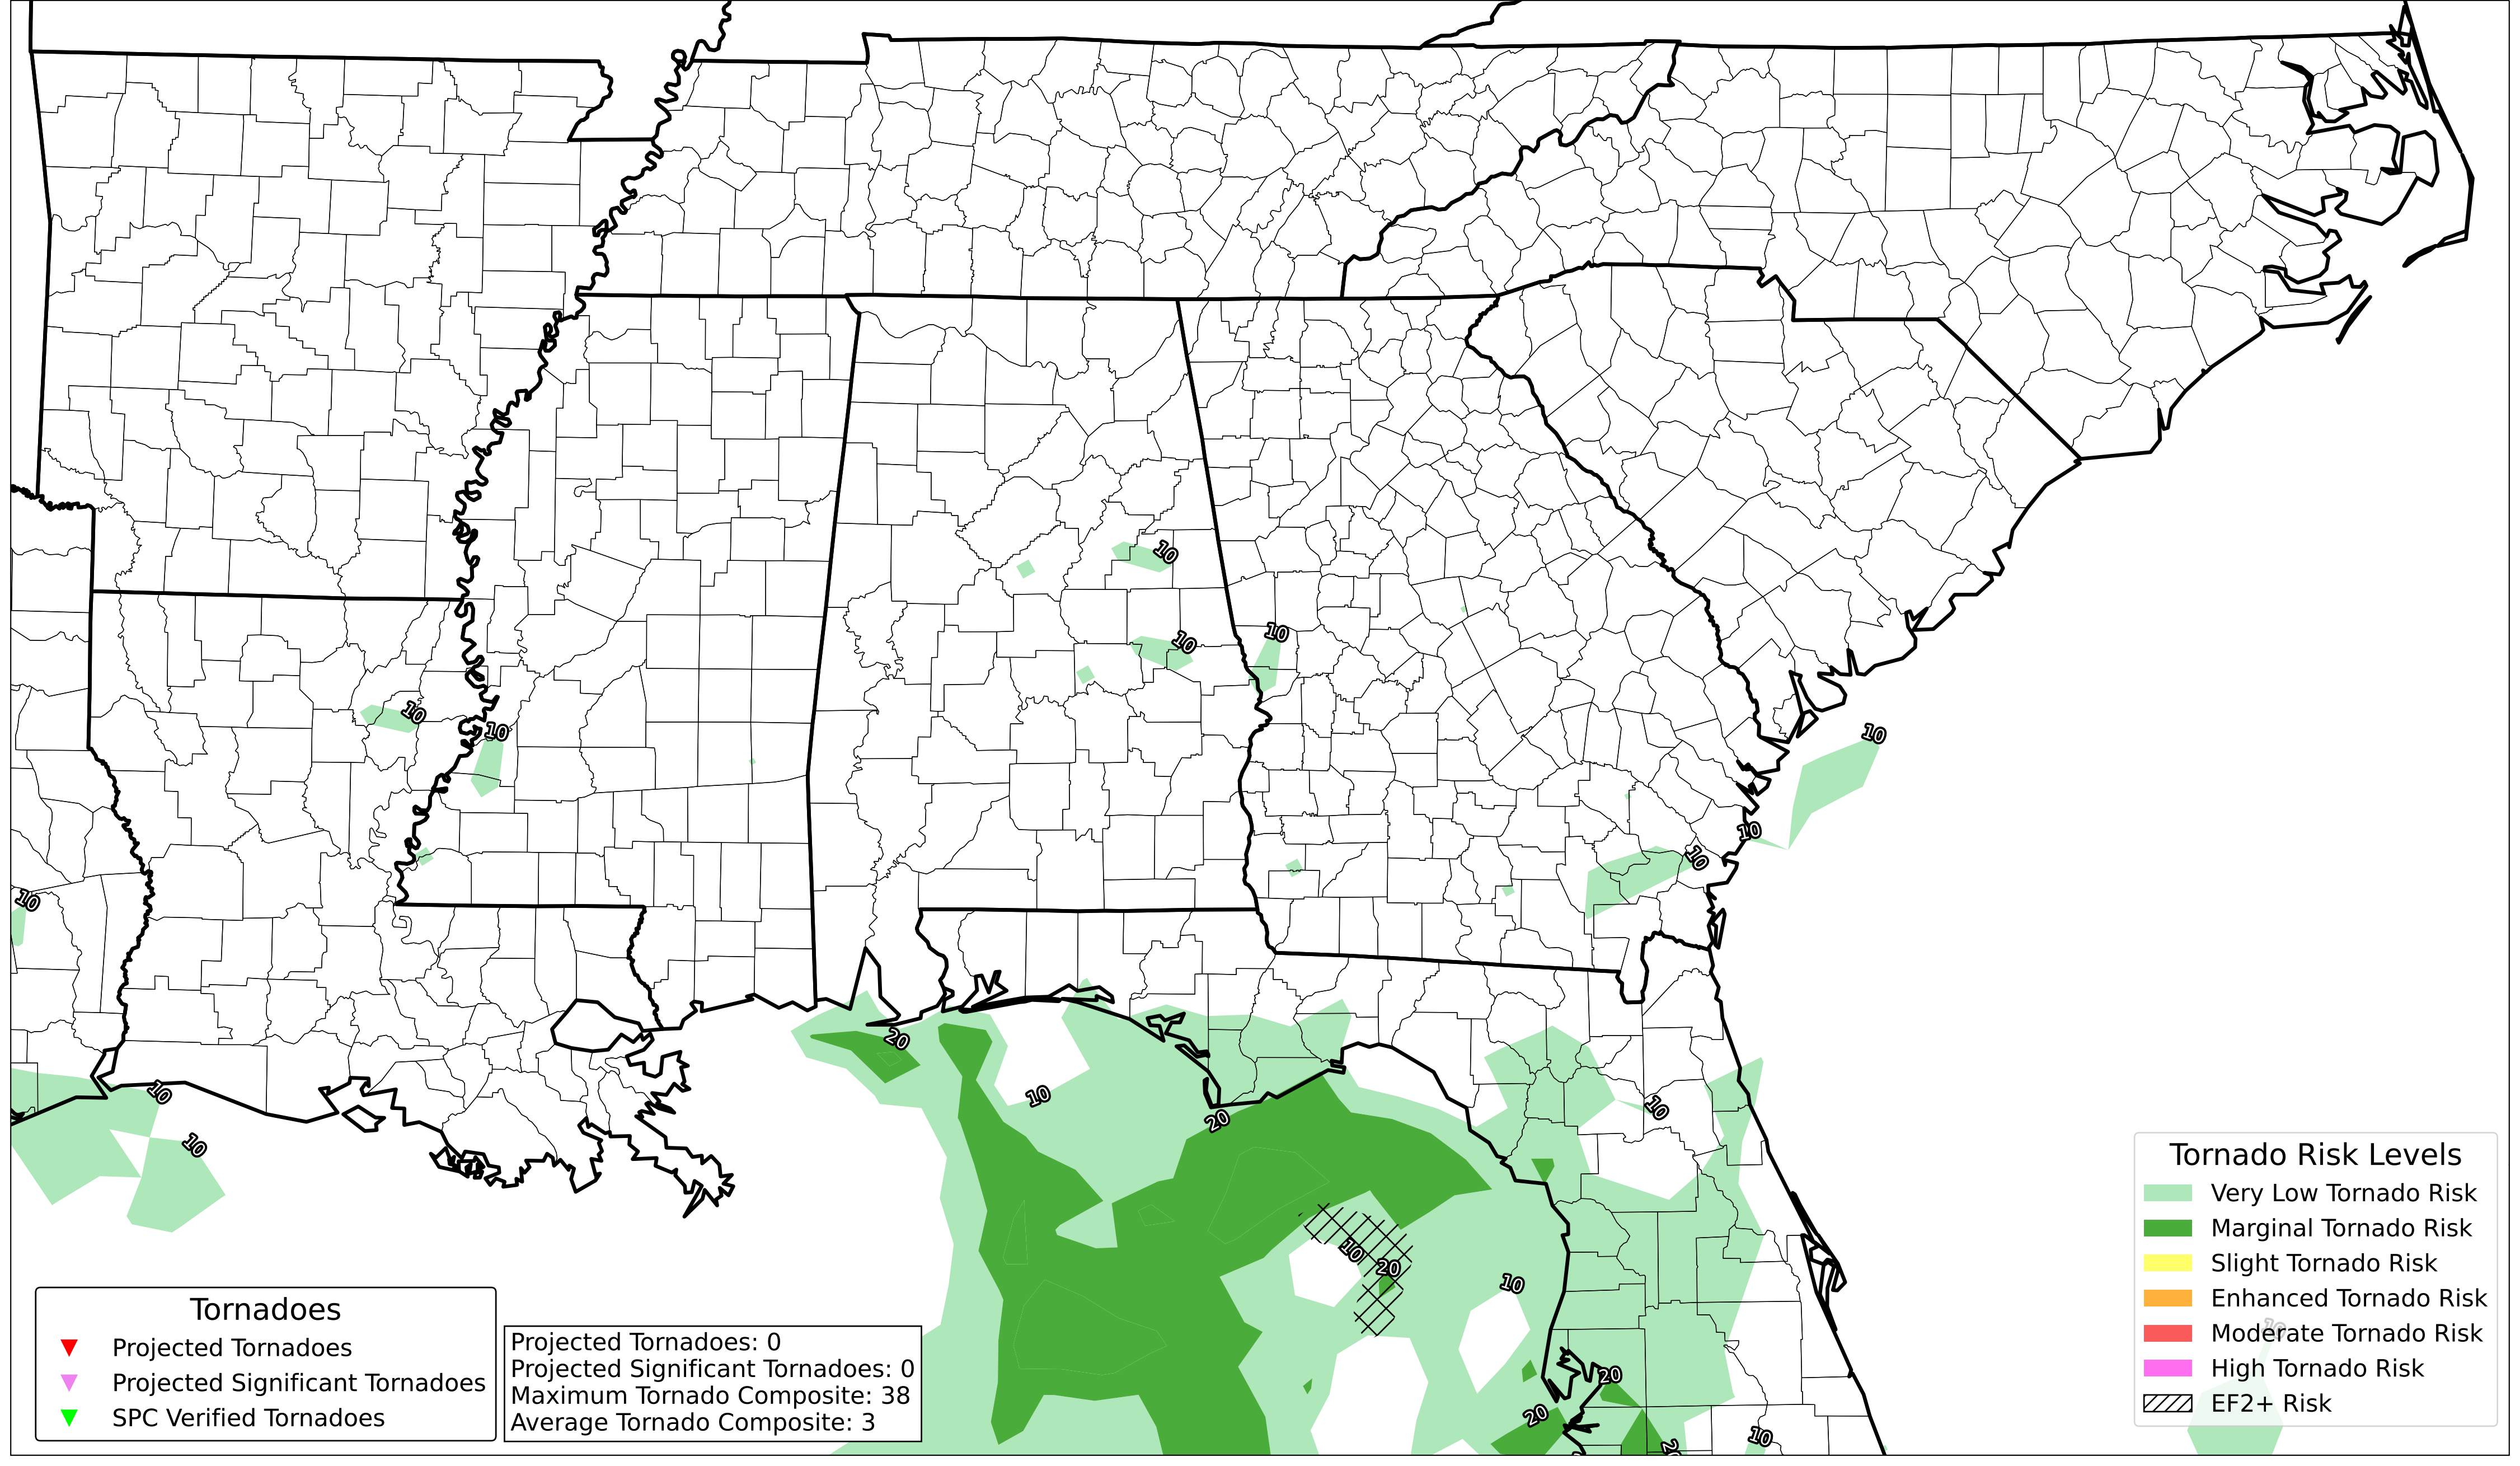 10
10
10
10
10
10
10
10
10
10
20
10
10
20
10
10
10
20
10
20
20
10
20
10
Tornado Risk Levels
Very Low Tornado Risk
Marginal Tornado Risk
Slight Tornado Risk
Enhanced Tornado Risk
Moderate Tornado Risk
High Tornado Risk
EF2+ Risk
Tornadoes
Projected Tornadoes
Projected Significant Tornadoes
SPC Verified Tornadoes
Projected Tornadoes: 0
Projected Significant Tornadoes: 0
Maximum Tornado Composite: 38
Average Tornado Composite: 3